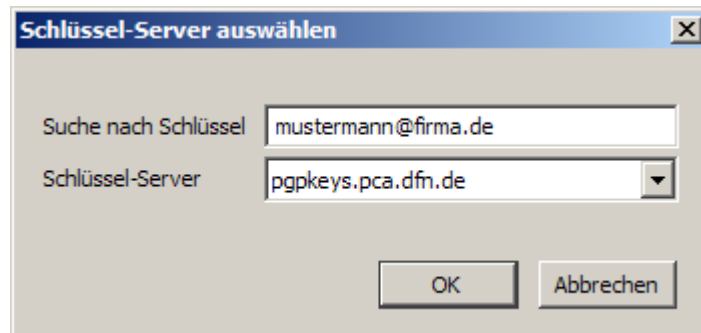 Schlüssel-Server auswählen
Suche nach Schlüssel mustermann@firma.de
Schlüssel-Server pgpkeys.pca.dfn.de
OK Abbrechen